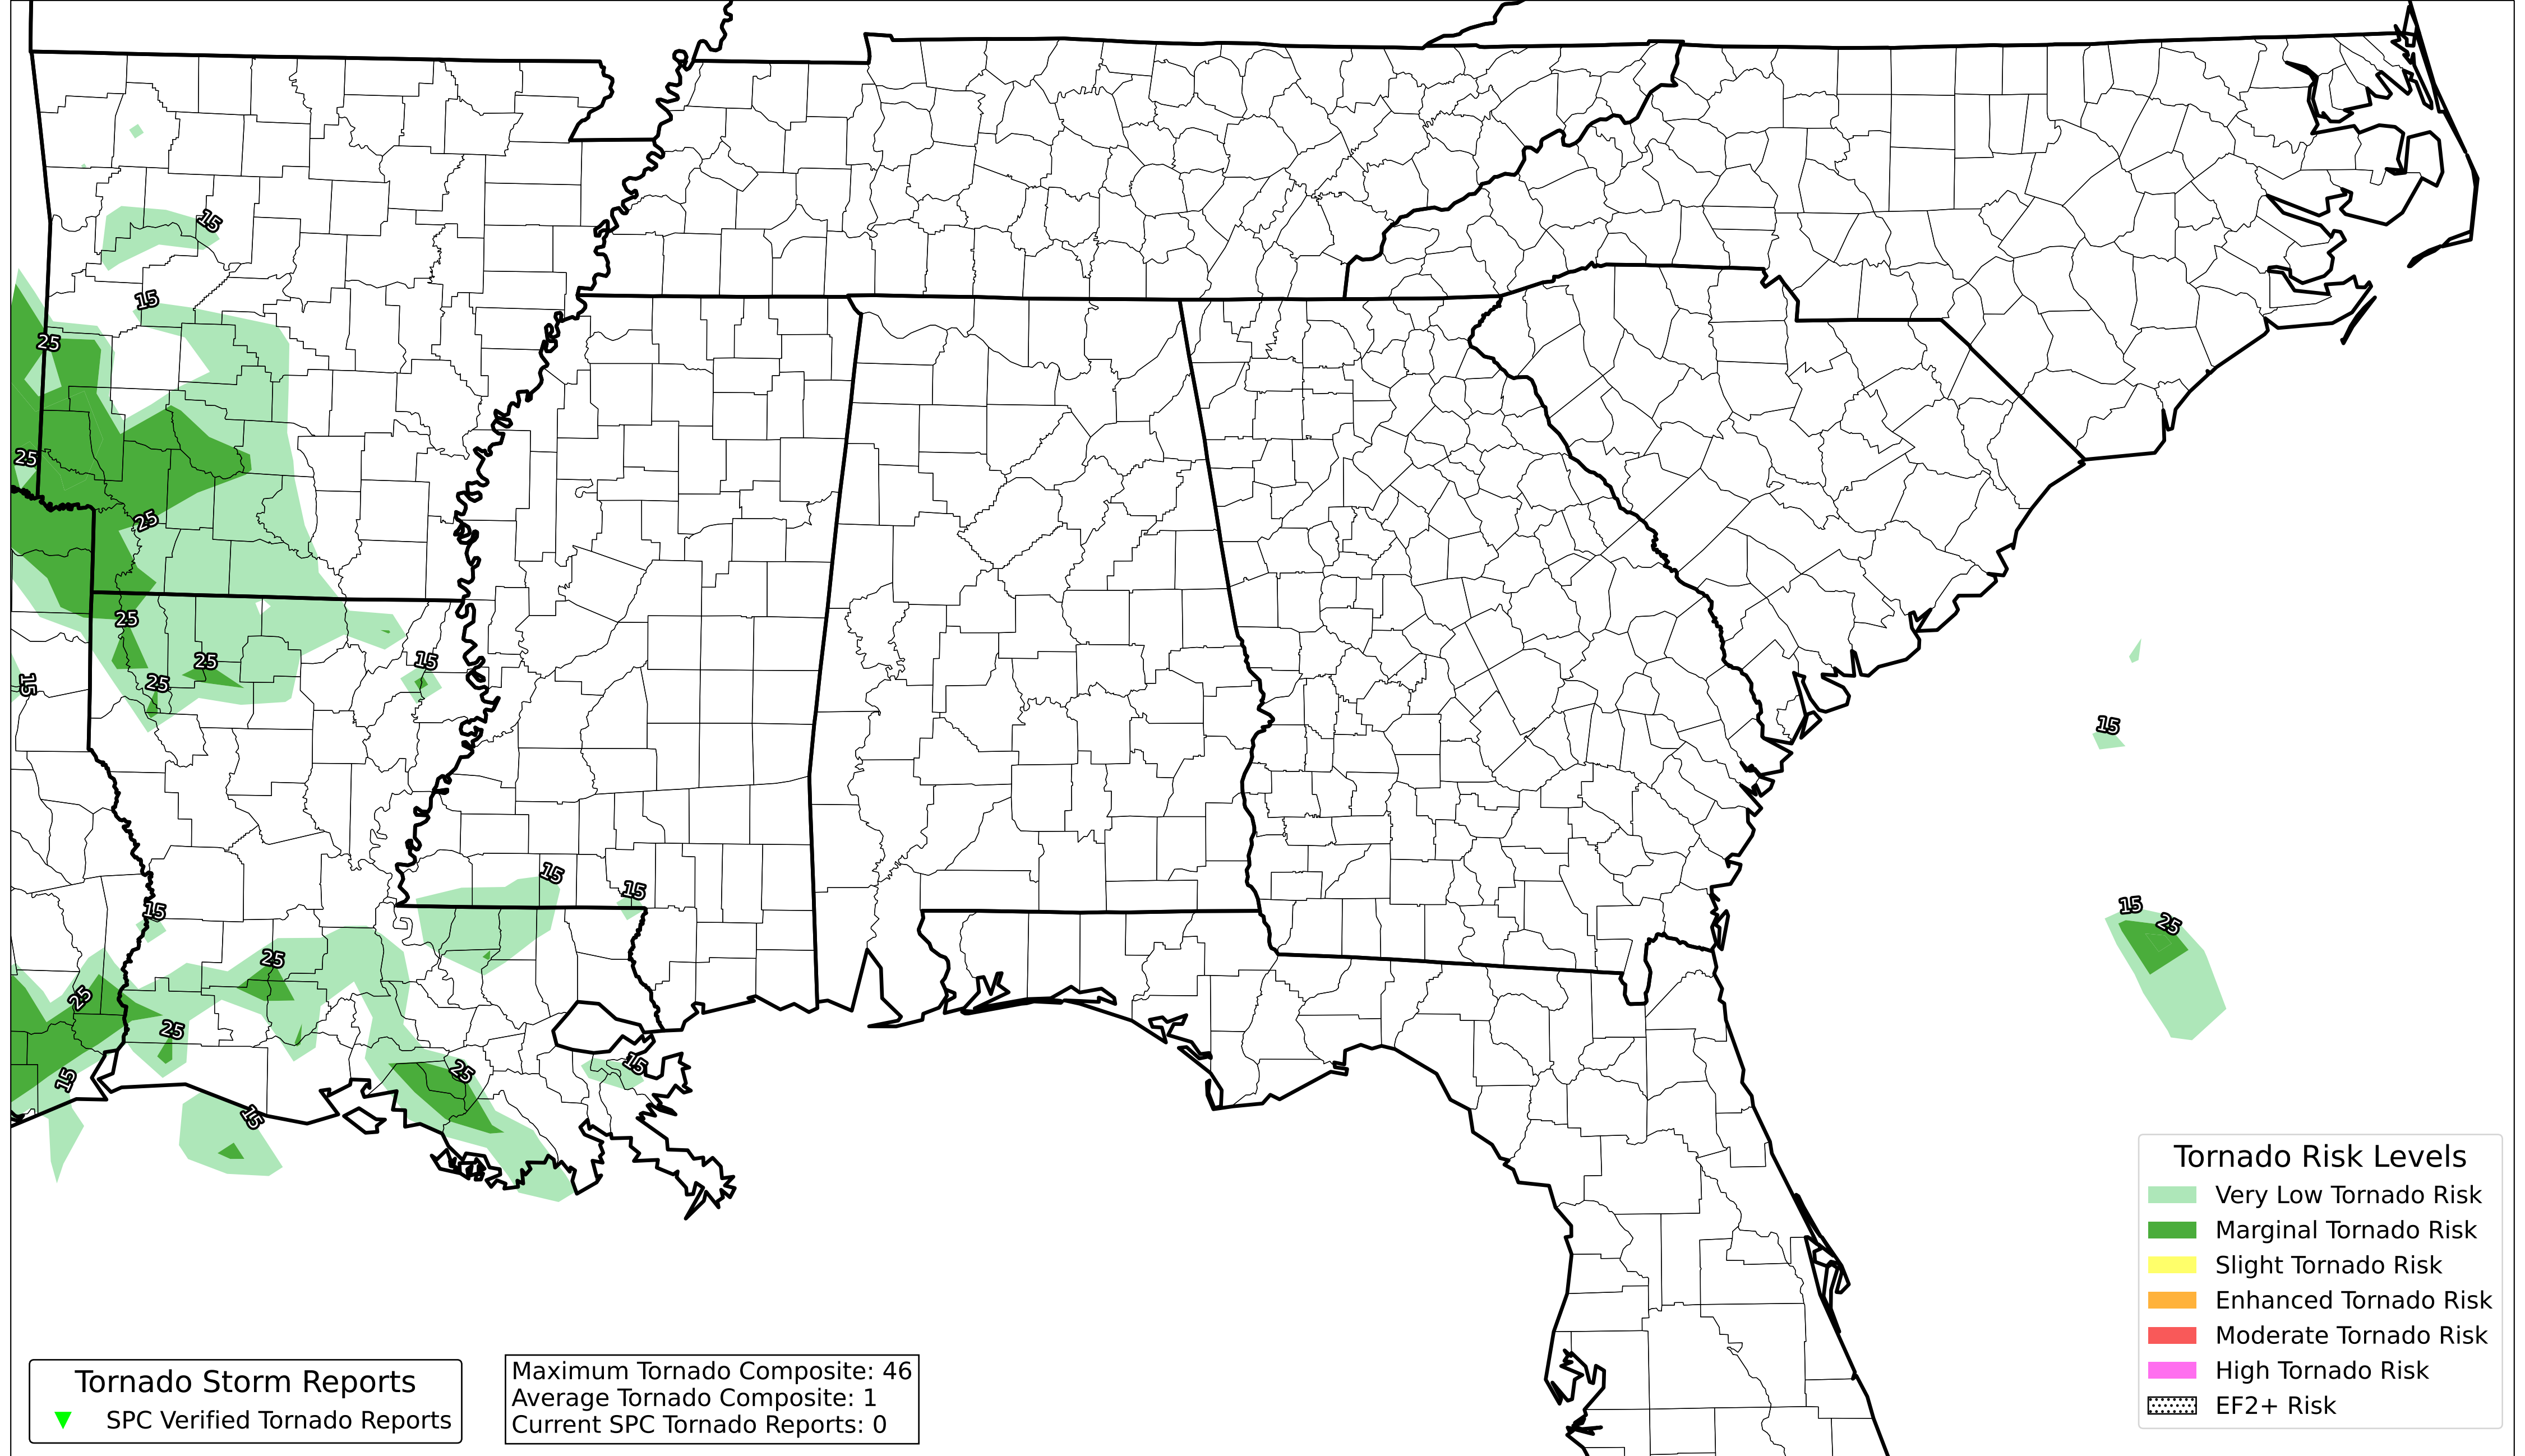 15
15
25
25
25
25
25
15
25
15
15
15
15
25
25
25
15
25
15
15
15
15
25
Tornado Storm Reports
SPC Verified Tornado Reports
Maximum Tornado Composite: 46
Average Tornado Composite: 1
Current SPC Tornado Reports: 0
Tornado Risk Levels
Very Low Tornado Risk
Marginal Tornado Risk
Slight Tornado Risk
Enhanced Tornado Risk
Moderate Tornado Risk
High Tornado Risk
EF2+ Risk